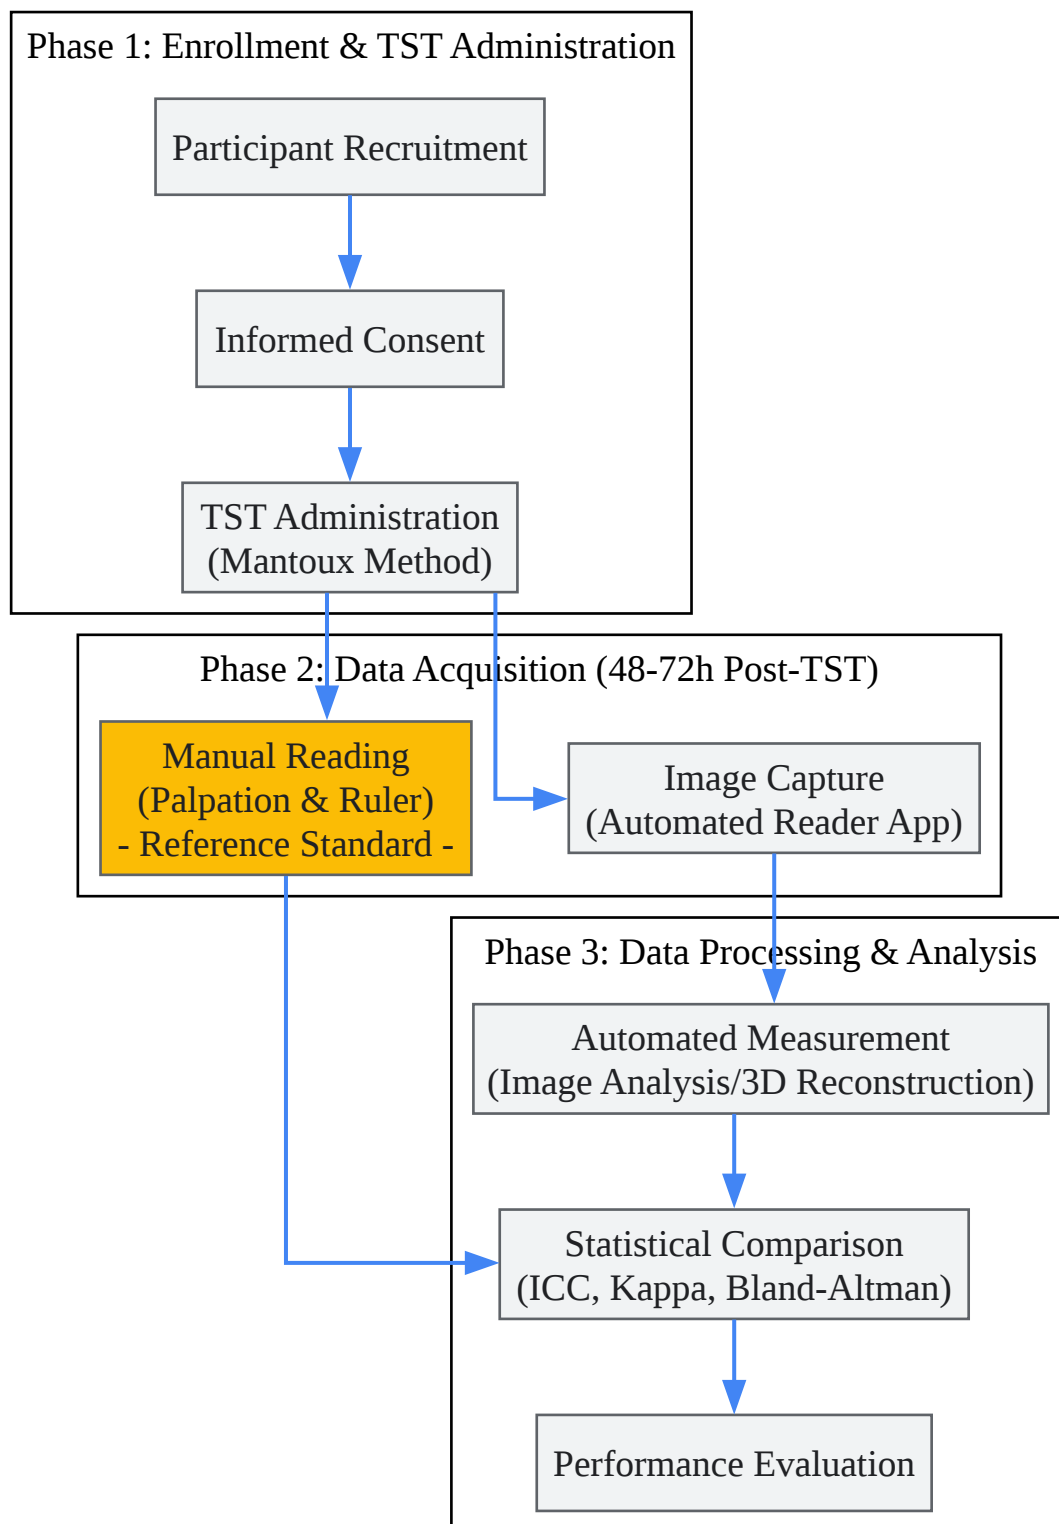 Phase 1: Enrollment & TST Administration
Participant Recruitment
Informed Consent
TST Administration
(Mantoux Method)
Phase 2: Data Acquisition (48-72h Post-TST)
Manual Reading
(Palpation & Ruler)
- Reference Standard -
Image Capture
(Automated Reader App)
Phase 3: Data Processing & Analysis
Automated Measurement
(Image Analysis/3D Reconstruction)
Statistical Comparison
(ICC, Kappa, Bland-Altman)
Performance Evaluation